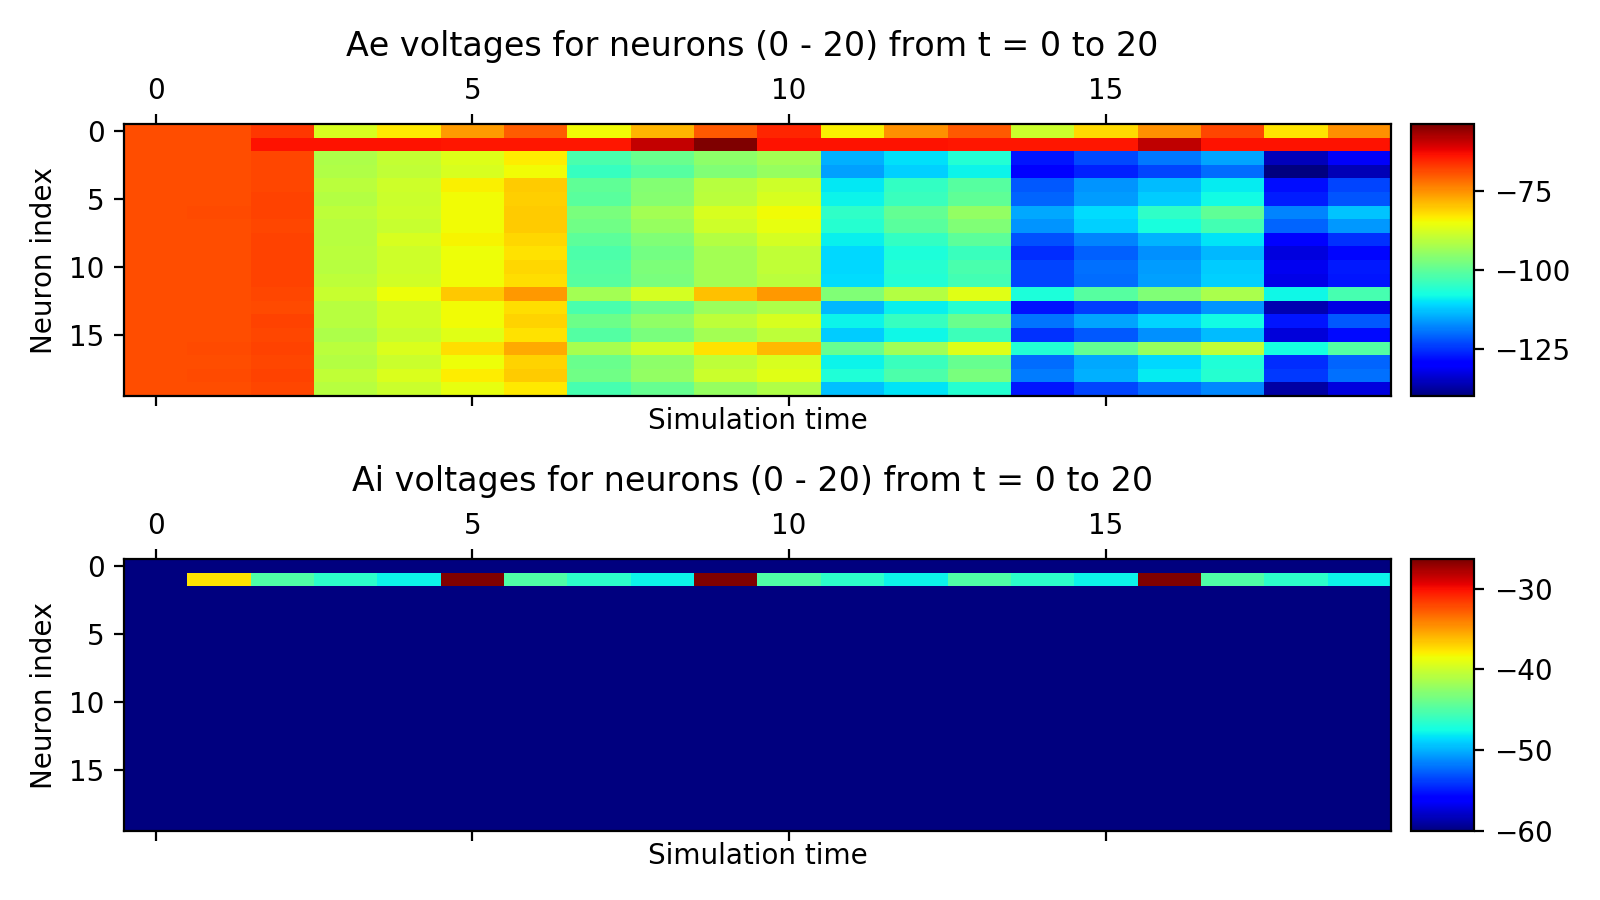 Ae voltages for neurons (0 - 20) from t = 0 to 20
0 5 10 15
Neuron index
0
5
10
15
−75
−100
−125
Simulation time
Ai voltages for neurons (0 - 20) from t = 0 to 20
0 5 10 15
Neuron index
0
5
10
15
−30
−40
−50
−60
Simulation time